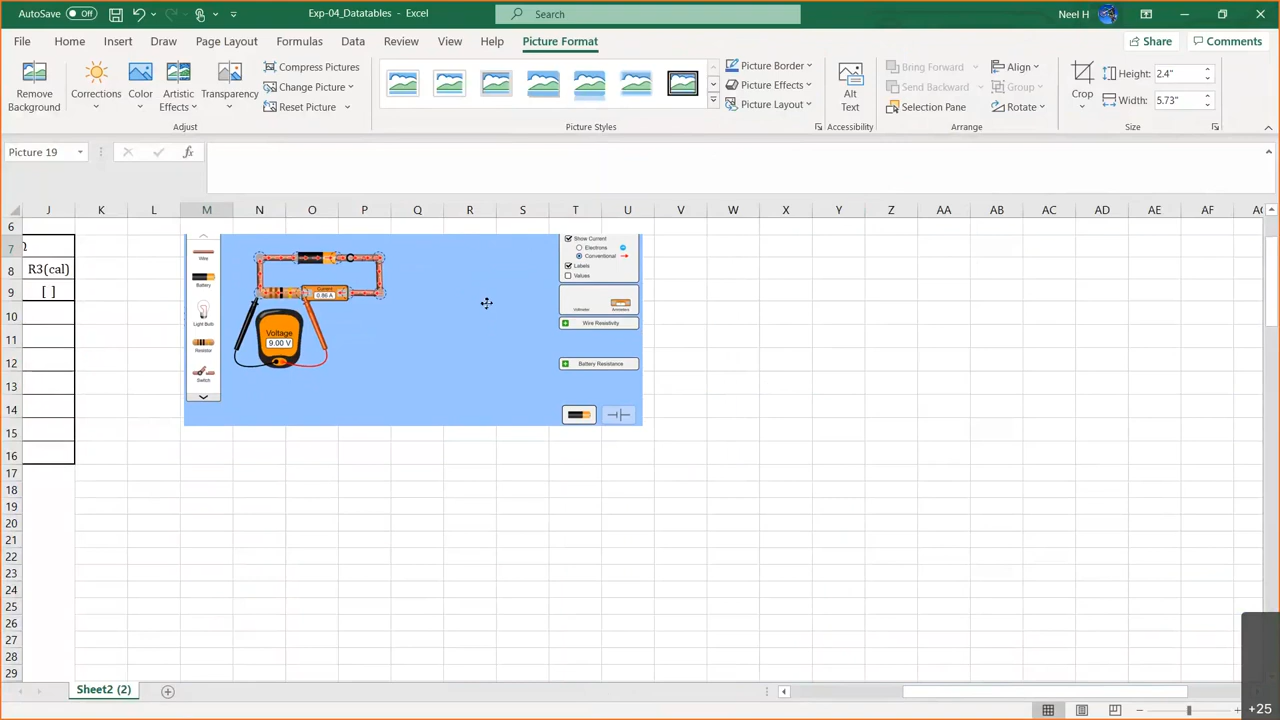 AutoSave Off Exp-04_Datatables - Excel Search Neel H
File Home Insert Draw Page Layout Formulas Data Review View Help Picture Format Share Comments
Remove Background Corrections Color Artistic Effects Transparency Compress Pictures Change Picture Reset Picture
Picture Border Picture Effects Picture Layout
Alt Text
Bring Forward Send Backward Selection Pane Align Group Rotate
Crop Height: 2.4" Width: 5.73"
Adjust Picture Styles Accessibility Arrange Size
Picture 19 fx
J K L M N O P Q R S T U V W X Y Z AA AB AC AD AE AF
6
7
8 R3(cal)
9 [ ]
10
11
12
13
14
15
16
17
18
19
20
21
22
23
24
25
26
27
28
29
Wire
Battery
Light Bulb
Resistor
Switch
Current
0.86 A
Voltage
9.00 V
Show Current
Electrons
Conventional
Labels
Values
Voltmeter Ammeters
Wire Resistivity
Battery Resistance
Sheet2 (2)
+25